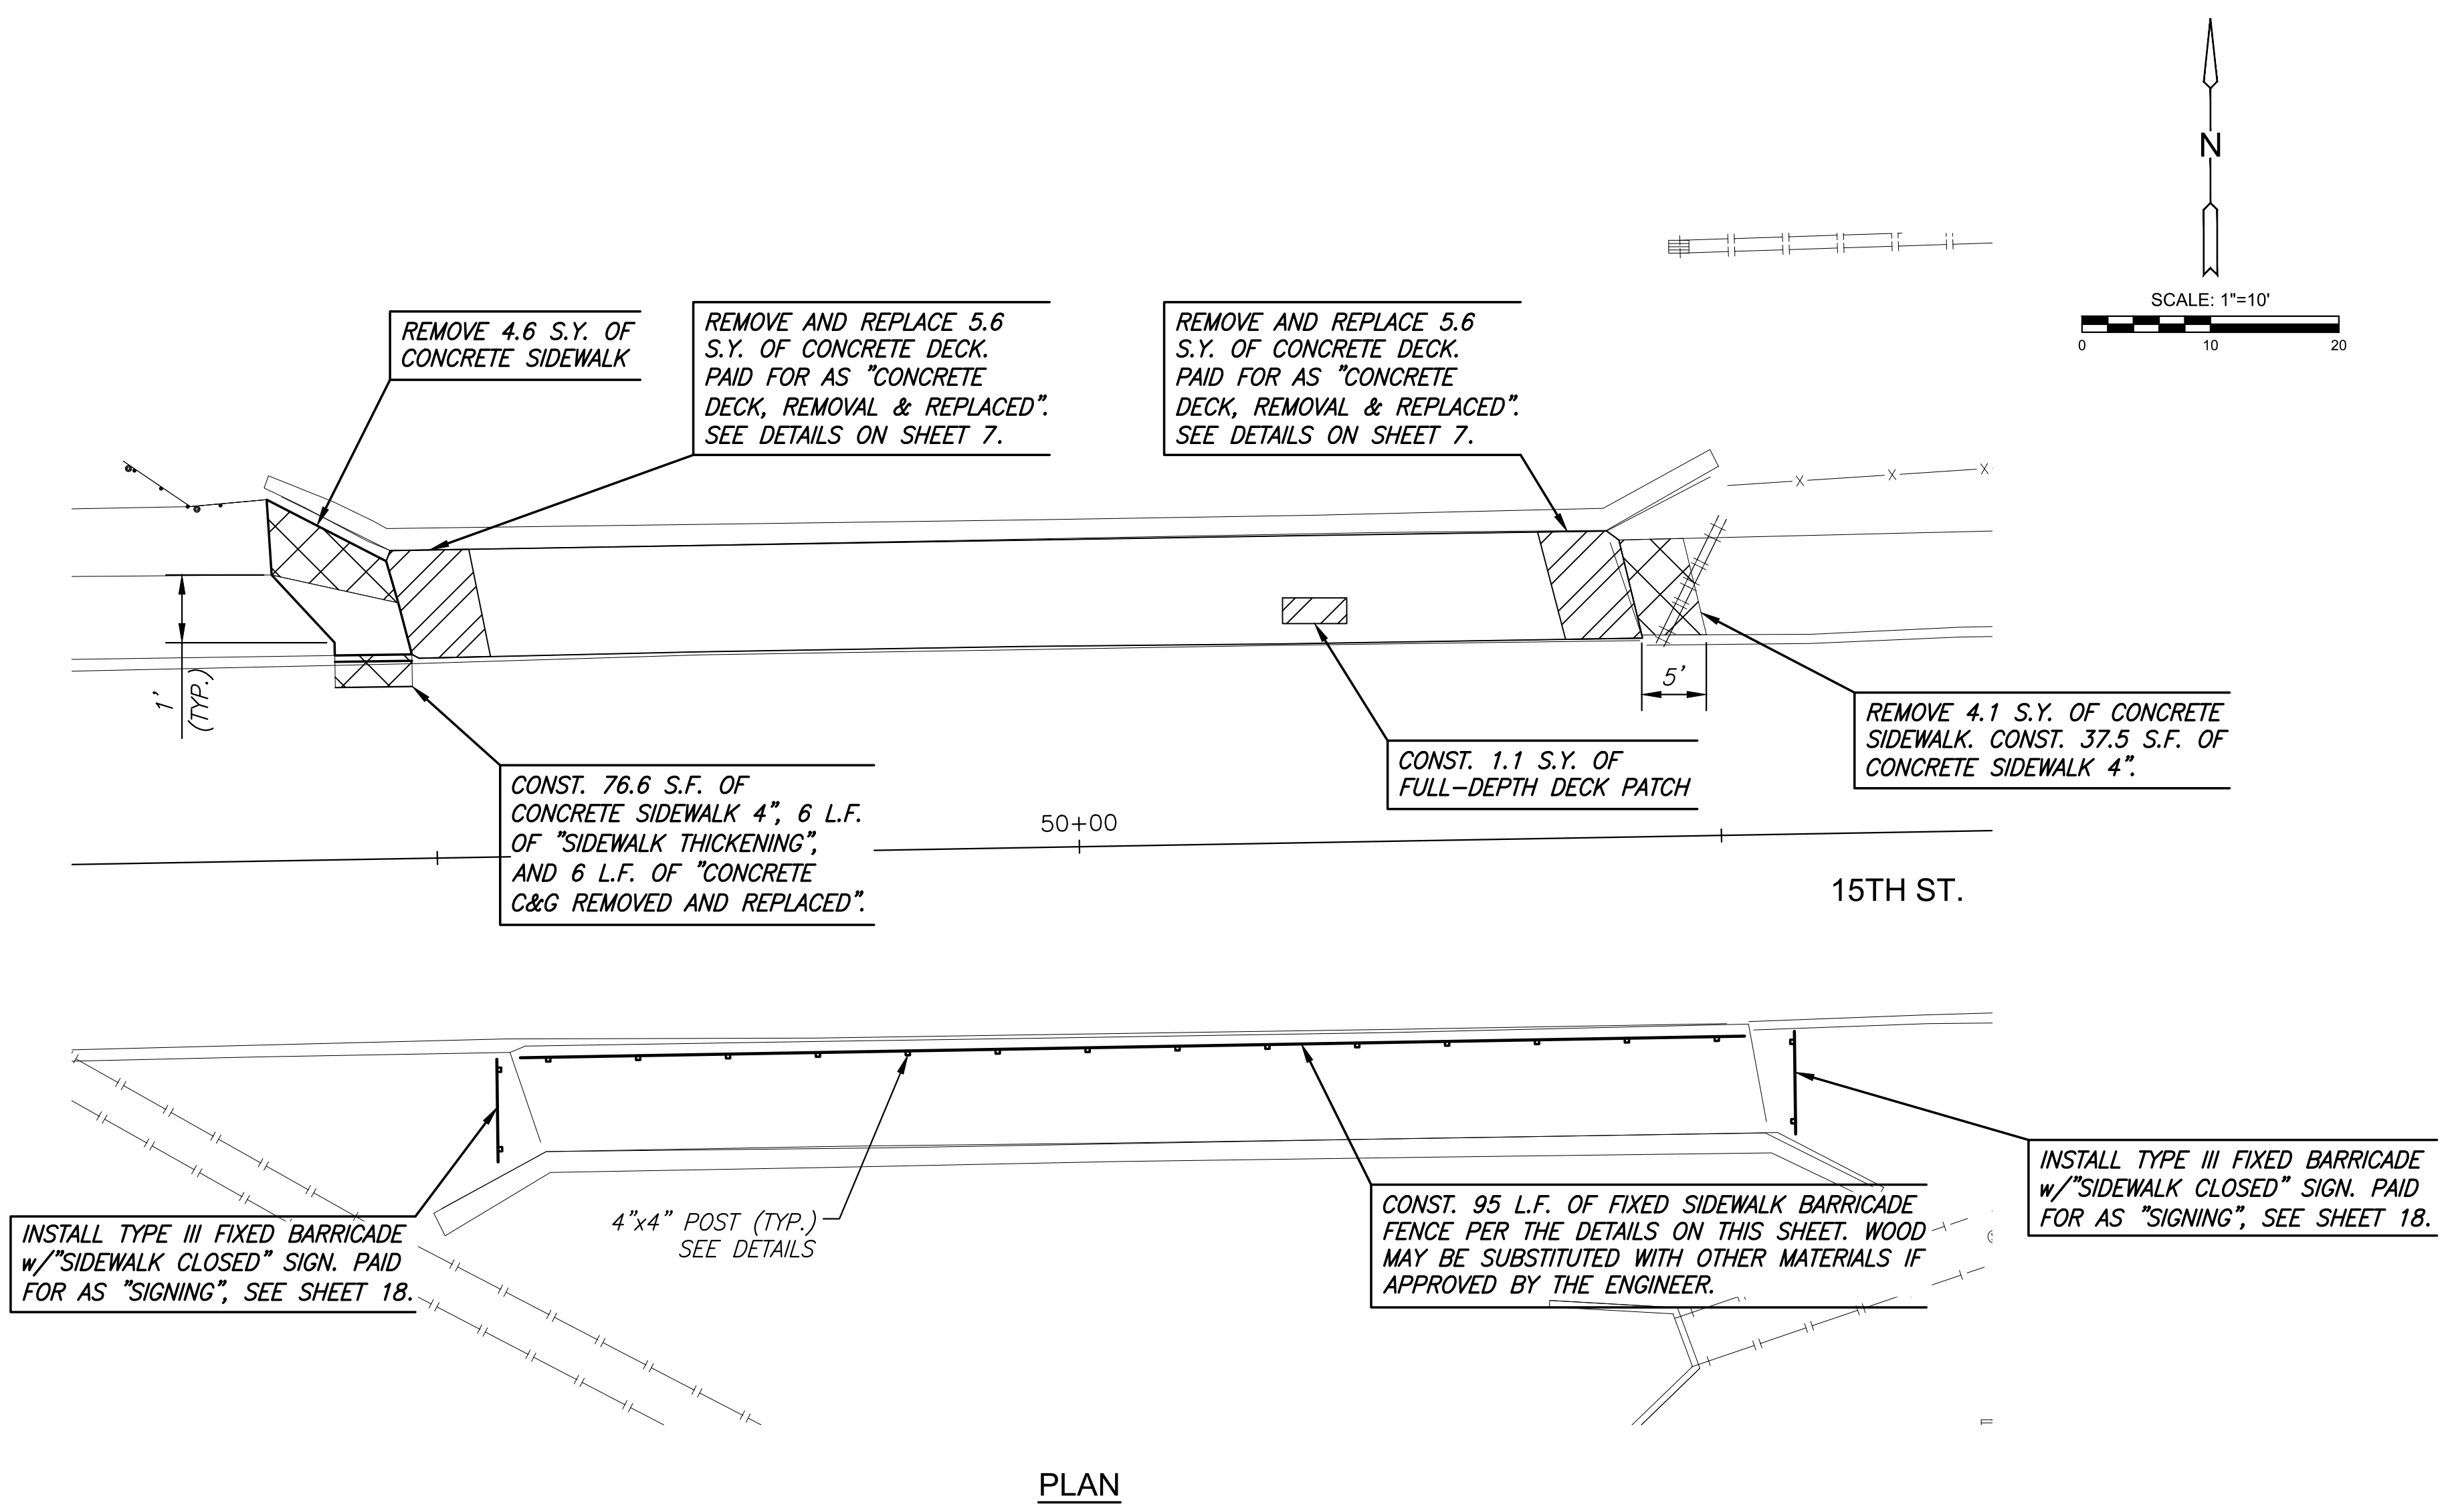 N
SCALE: 1"=10'
0 10 20
REMOVE 4.6 S.Y. OF
CONCRETE SIDEWALK
REMOVE AND REPLACE 5.6
S.Y. OF CONCRETE DECK.
PAID FOR AS "CONCRETE
DECK, REMOVAL & REPLACED".
SEE DETAILS ON SHEET 7.
REMOVE AND REPLACE 5.6
S.Y. OF CONCRETE DECK.
PAID FOR AS "CONCRETE
DECK, REMOVAL & REPLACED".
SEE DETAILS ON SHEET 7.
1'
(TYP.)
5'
REMOVE 4.1 S.Y. OF CONCRETE
SIDEWALK. CONST. 37.5 S.F. OF
CONCRETE SIDEWALK 4".
CONST. 1.1 S.Y. OF
FULL-DEPTH DECK PATCH
CONST. 76.6 S.F. OF
CONCRETE SIDEWALK 4", 6 L.F.
OF "SIDEWALK THICKENING",
AND 6 L.F. OF "CONCRETE
C&G REMOVED AND REPLACED".
50+00
15TH ST.
INSTALL TYPE III FIXED BARRICADE
w/"SIDEWALK CLOSED" SIGN. PAID
FOR AS "SIGNING", SEE SHEET 18.
4"x4" POST (TYP.)
SEE DETAILS
CONST. 95 L.F. OF FIXED SIDEWALK BARRICADE
FENCE PER THE DETAILS ON THIS SHEET. WOOD
MAY BE SUBSTITUTED WITH OTHER MATERIALS IF
APPROVED BY THE ENGINEER.
INSTALL TYPE III FIXED BARRICADE
w/"SIDEWALK CLOSED" SIGN. PAID
FOR AS "SIGNING", SEE SHEET 18.
PLAN